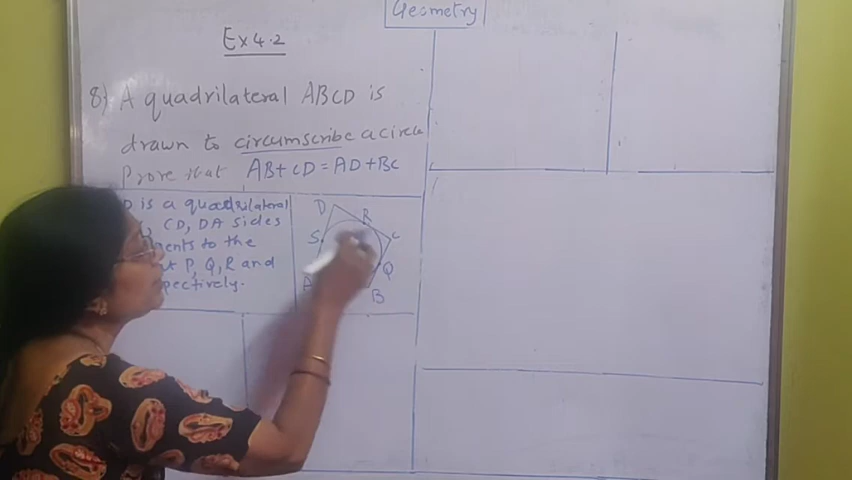 Geometry
Ex 4.2
8) A quadrilateral ABCD is
drawn to circumscribe a circle
Prove that AB+CD=AD+BC
D is a quadrilateral
CD, DA sides
to the
P, Q, R and
D
R
S
C
Q
A
B